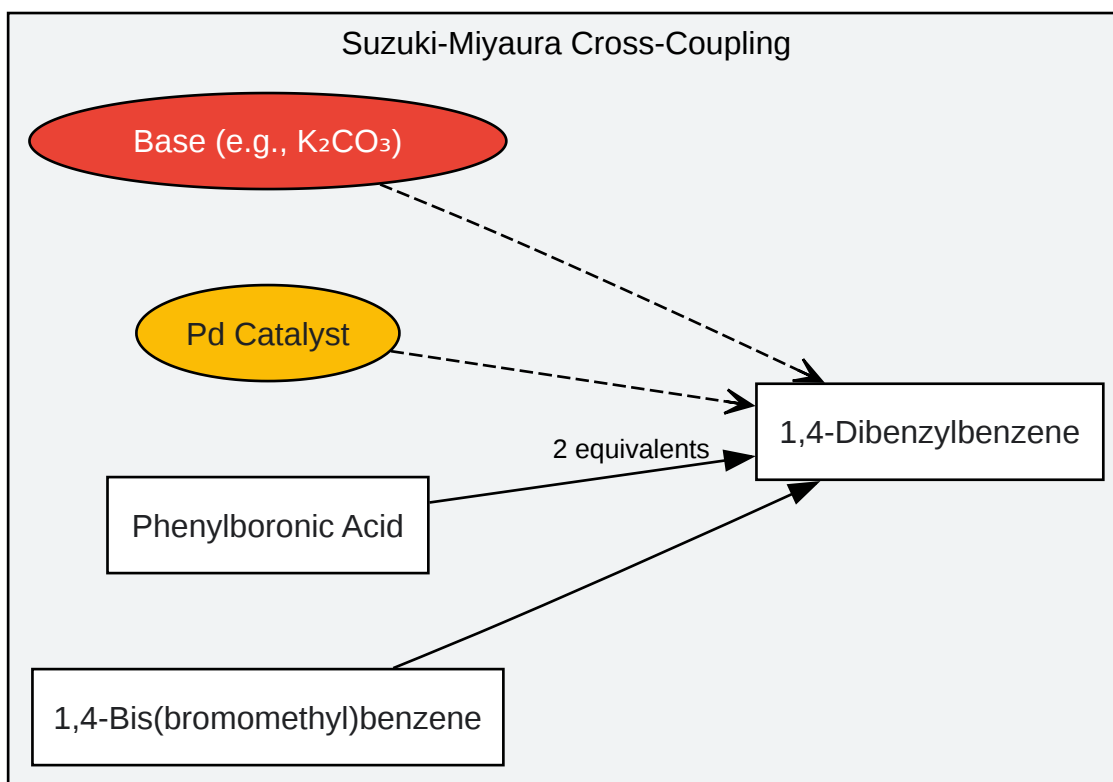 Suzuki-Miyaura Cross-Coupling
Base (e.g., K₂CO₃)
Pd Catalyst
1,4-Dibenzylbenzene
2 equivalents
Phenylboronic Acid
1,4-Bis(bromomethyl)benzene